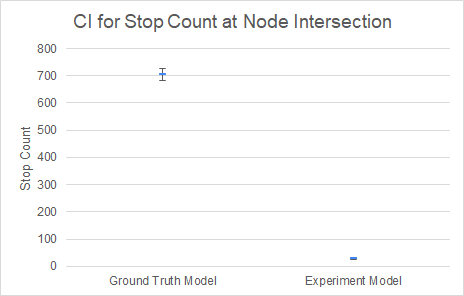 CI for Stop Count at Node Intersection
800
700
600
500
400
300
200
100
0
Stop Count
Ground Truth Model
Experiment Model